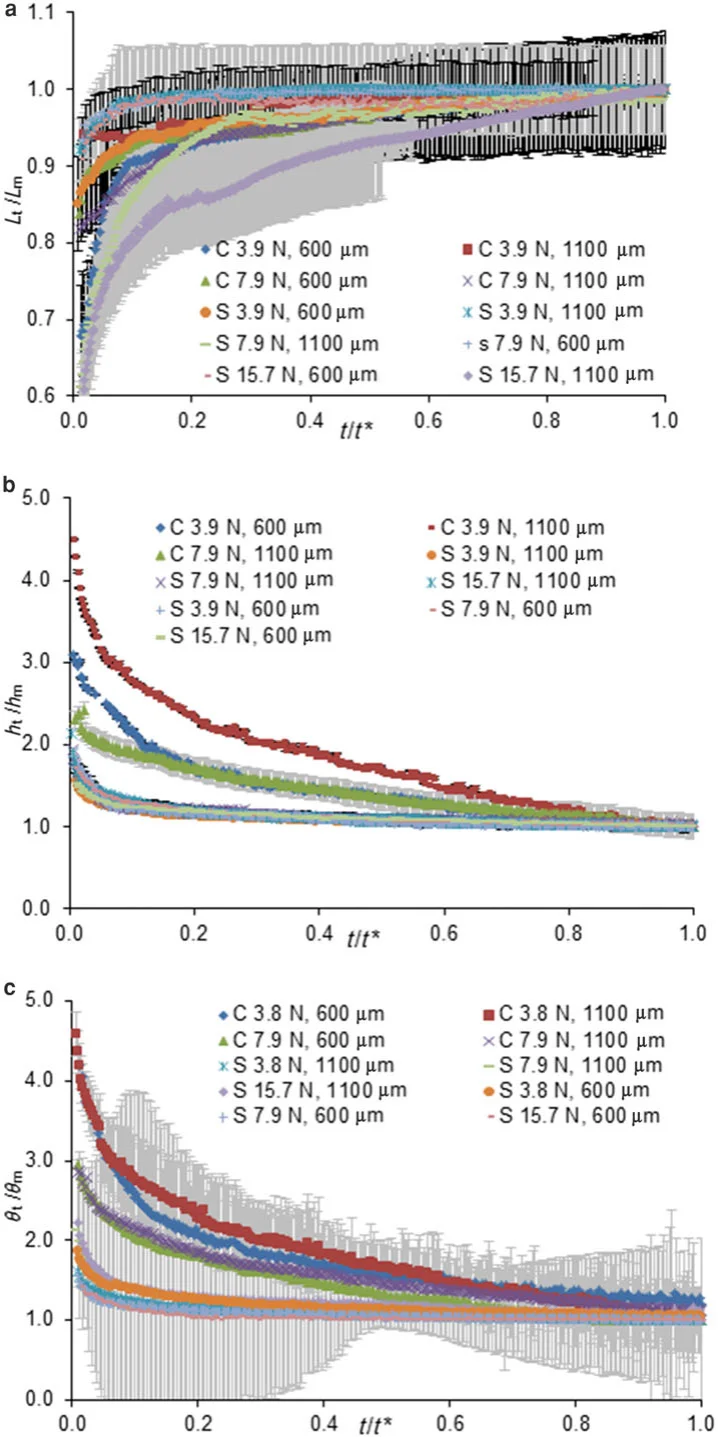 a
1.1
1.0
0.9
0.8
0.7
0.6
Lt /Lm
C 3.9 N, 600 μm
C 3.9 N, 1100 μm
C 7.9 N, 600 μm
C 7.9 N, 1100 μm
S 3.9 N, 600 μm
S 3.9 N, 1100 μm
S 7.9 N, 1100 μm
s 7.9 N, 600 μm
S 15.7 N, 600 μm
S 15.7 N, 1100 μm
0.0 0.2 0.4 0.6 0.8 1.0
t/t*
b
5.0
4.0
3.0
2.0
1.0
0.0
ht /hm
C 3.9 N, 600 μm
C 3.9 N, 1100 μm
C 7.9 N, 1100 μm
S 3.9 N, 1100 μm
S 7.9 N, 1100 μm
S 15.7 N, 1100 μm
S 3.9 N, 600 μm
S 7.9 N, 600 μm
S 15.7 N, 600 μm
0.0 0.2 0.4 0.6 0.8 1.0
t/t*
c
5.0
4.0
3.0
2.0
1.0
0.0
θt /θm
C 3.8 N, 600 μm
C 3.8 N, 1100 μm
C 7.9 N, 600 μm
C 7.9 N, 1100 μm
S 3.8 N, 1100 μm
S 7.9 N, 1100 μm
S 15.7 N, 1100 μm
S 3.8 N, 600 μm
S 7.9 N, 600 μm
S 15.7 N, 600 μm
0.0 0.2 0.4 0.6 0.8 1.0
t/t*